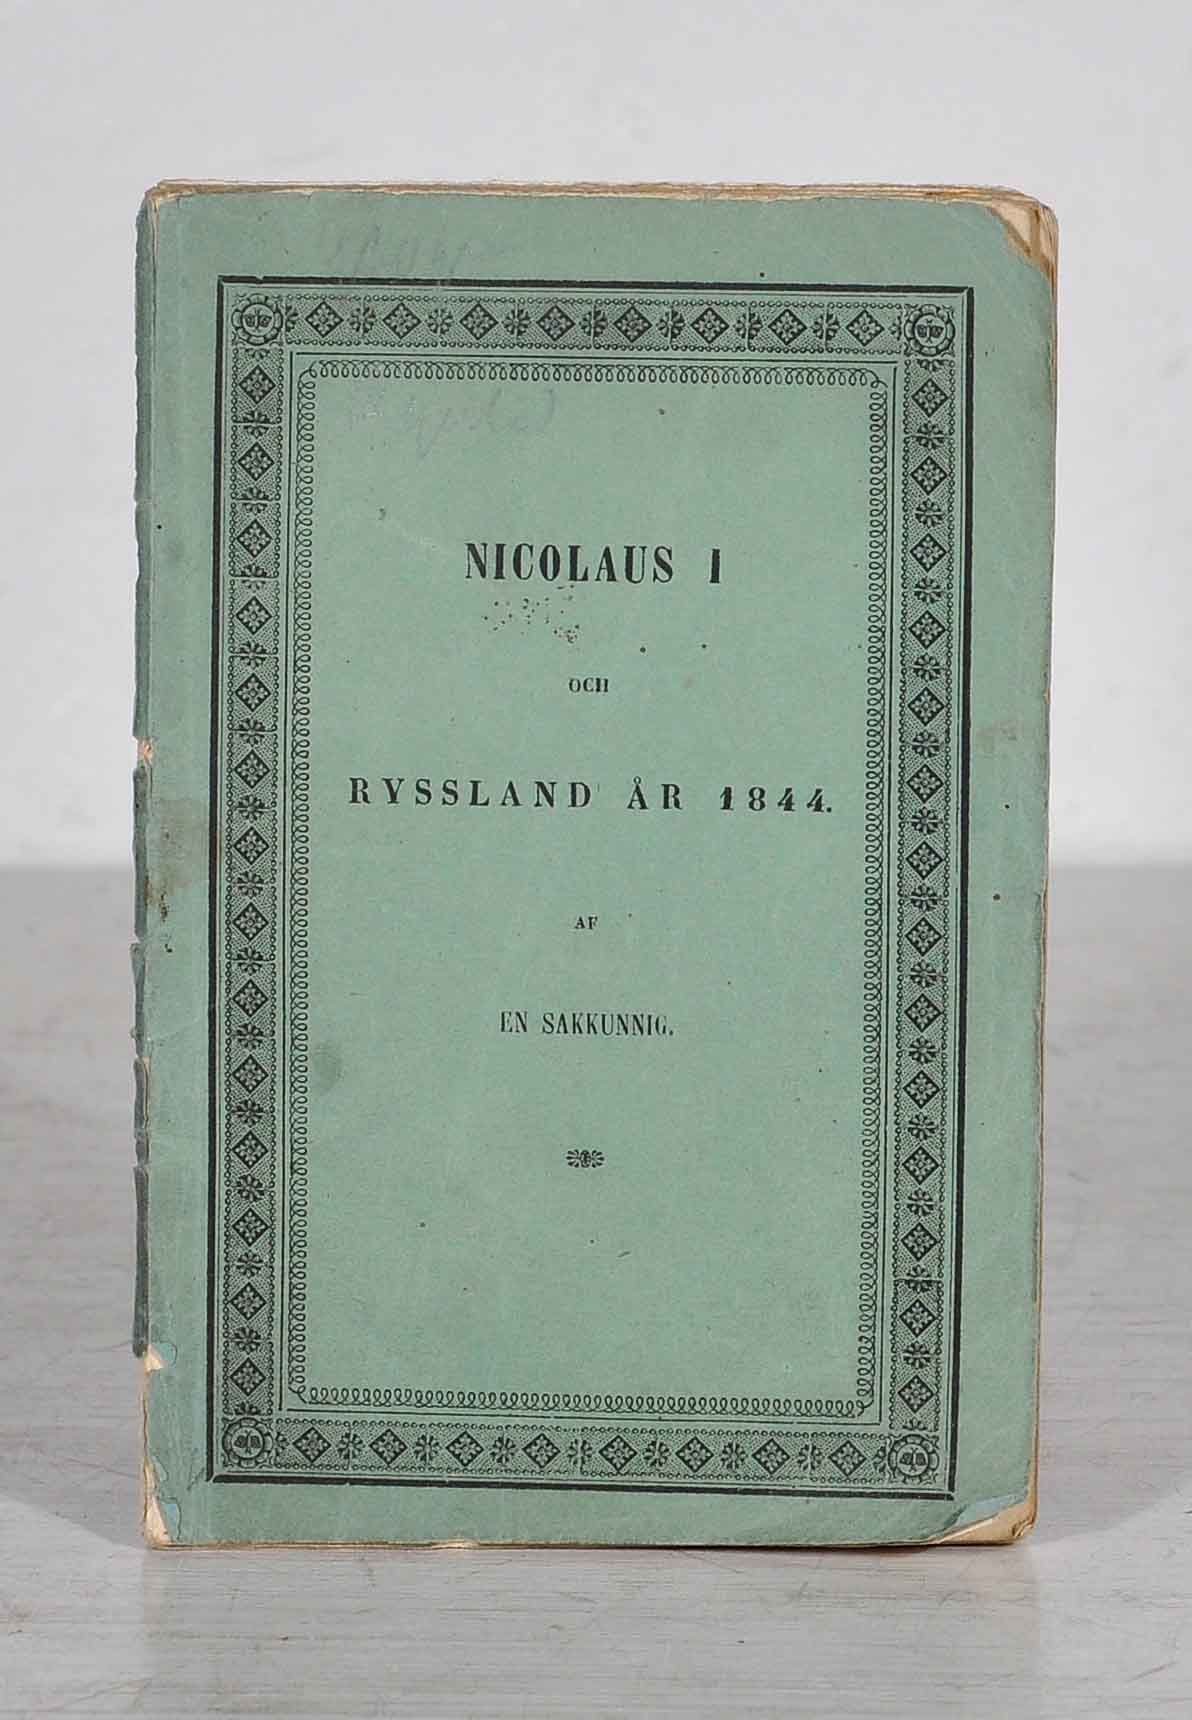 NICOLAUS I
OCH
RYSSLAND ÅR 1844.
AF
EN SAKKUNNIG.